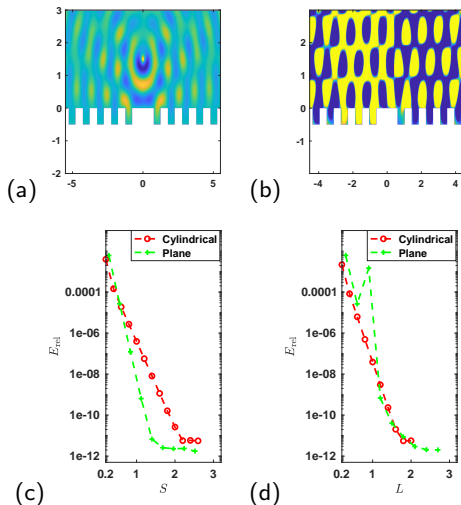 3
2
1
0
-1
-2
-5
0
5
(a)
3
2
1
0
-1
-4
-2
0
2
4
(b)
Cylindrical
Plane
0.0001
1e-06
1e-08
1e-10
1e-12
E_rel
0.2
1
2
3
S
(c)
Cylindrical
Plane
0.0001
1e-06
1e-08
1e-10
1e-12
E_rel
0.2
1
2
3
L
(d)